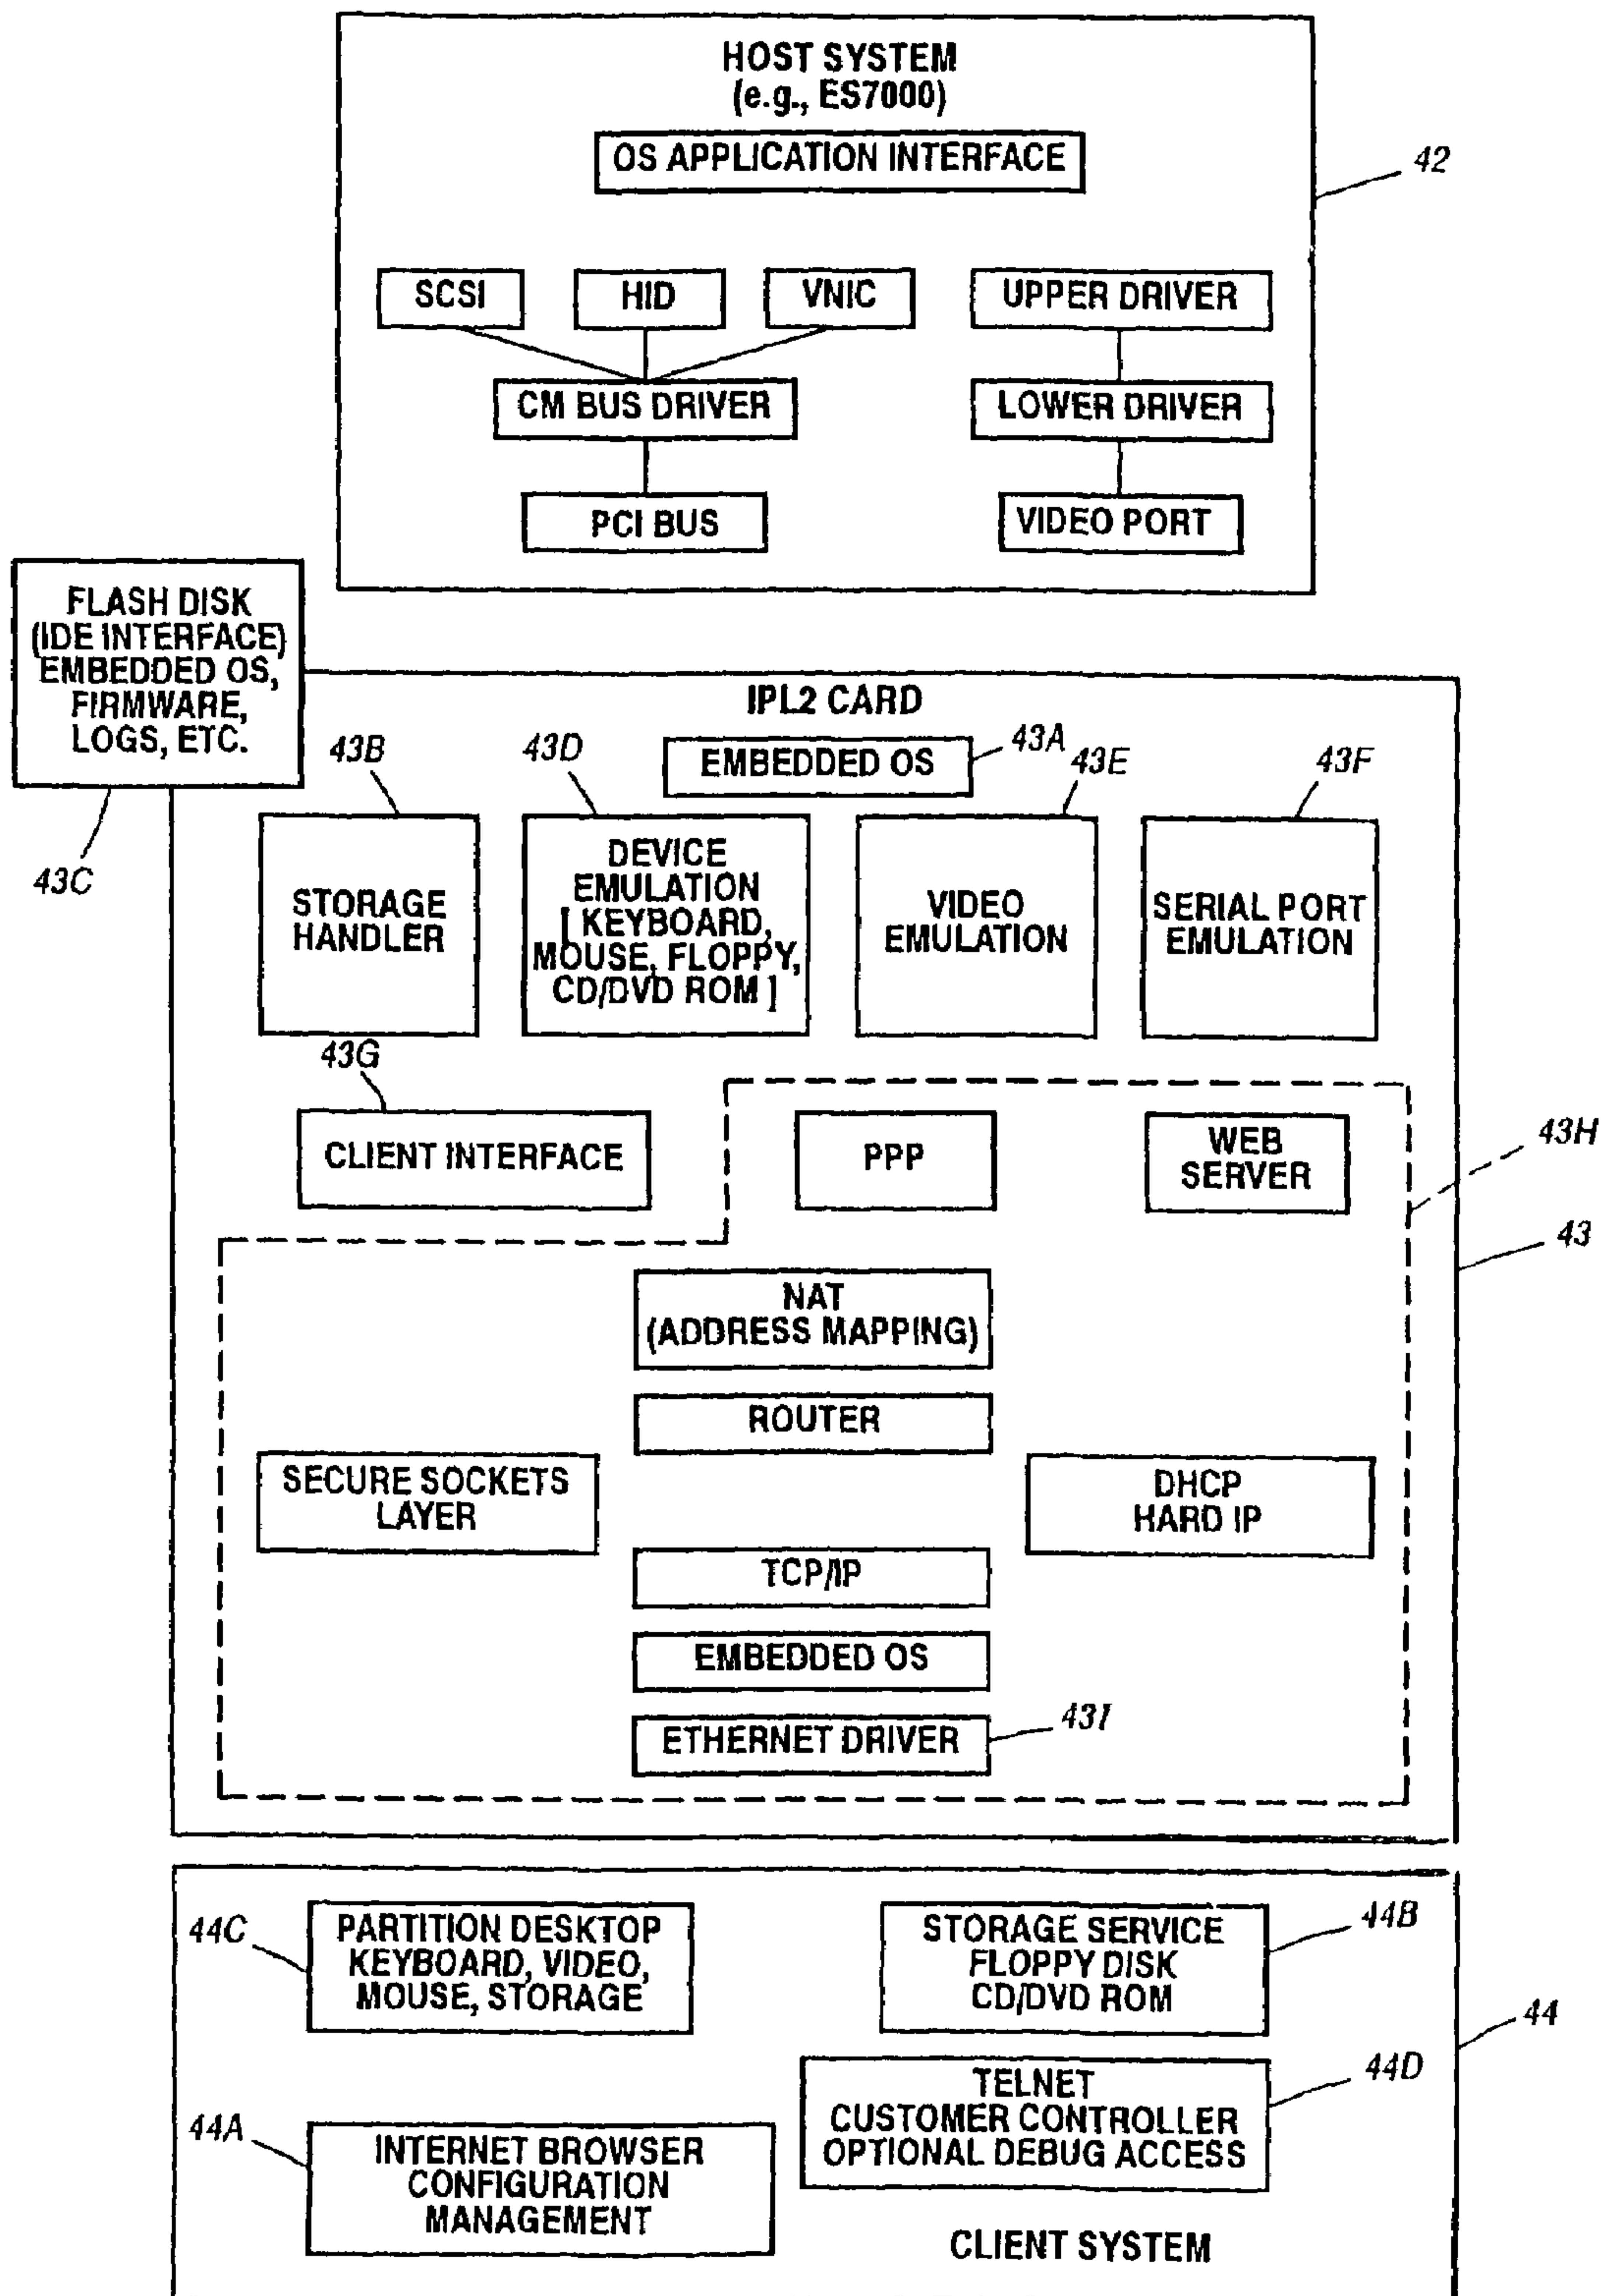 HOST SYSTEM
(e.g., ES7000)
OS APPLICATION INTERFACE
42
SCSI
HID
VNIC
UPPER DRIVER
CM BUS DRIVER
LOWER DRIVER
PCI BUS
VIDEO PORT
FLASH DISK
(IDE INTERFACE)
EMBEDDED OS,
FIRMWARE,
LOGS, ETC.
43C
IPL2 CARD
EMBEDDED OS
43A
43B
43D
43E
43F
STORAGE
HANDLER
DEVICE
EMULATION
[ KEYBOARD,
MOUSE, FLOPPY,
CD/DVD ROM ]
VIDEO
EMULATION
SERIAL PORT
EMULATION
43G
CLIENT INTERFACE
PPP
WEB
SERVER
43H
43
NAT
(ADDRESS MAPPING)
ROUTER
SECURE SOCKETS
LAYER
DHCP
HARD IP
TCP/IP
EMBEDDED OS
ETHERNET DRIVER
43I
44C
PARTITION DESKTOP
KEYBOARD, VIDEO,
MOUSE, STORAGE
STORAGE SERVICE
FLOPPY DISK
CD/DVD ROM
44B
44
TELNET
CUSTOMER CONTROLLER
OPTIONAL DEBUG ACCESS
44D
44A
INTERNET BROWSER
CONFIGURATION
MANAGEMENT
CLIENT SYSTEM